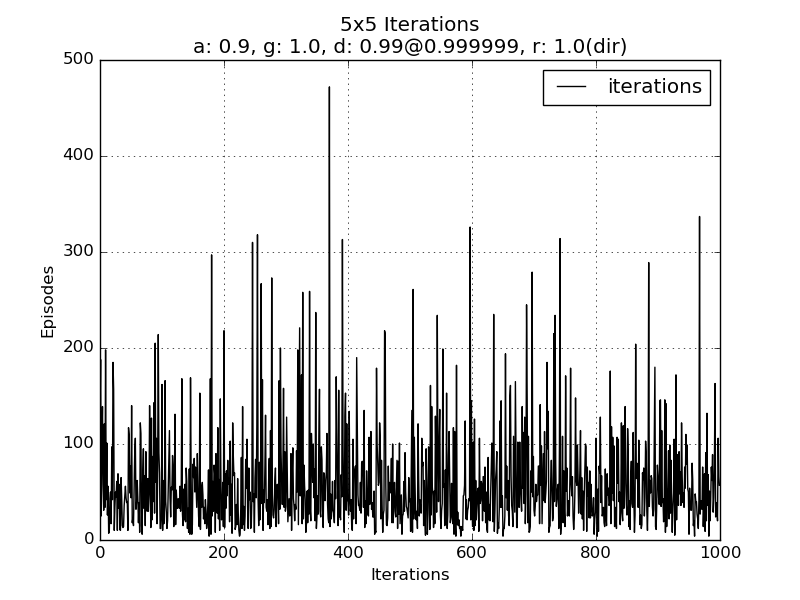 5x5 Iterations
a: 0.9, g: 1.0, d: 0.99@0.999999, r: 1.0(dir)
iterations
500
400
300
200
100
0
Episodes
0 200 400 600 800 1000
Iterations